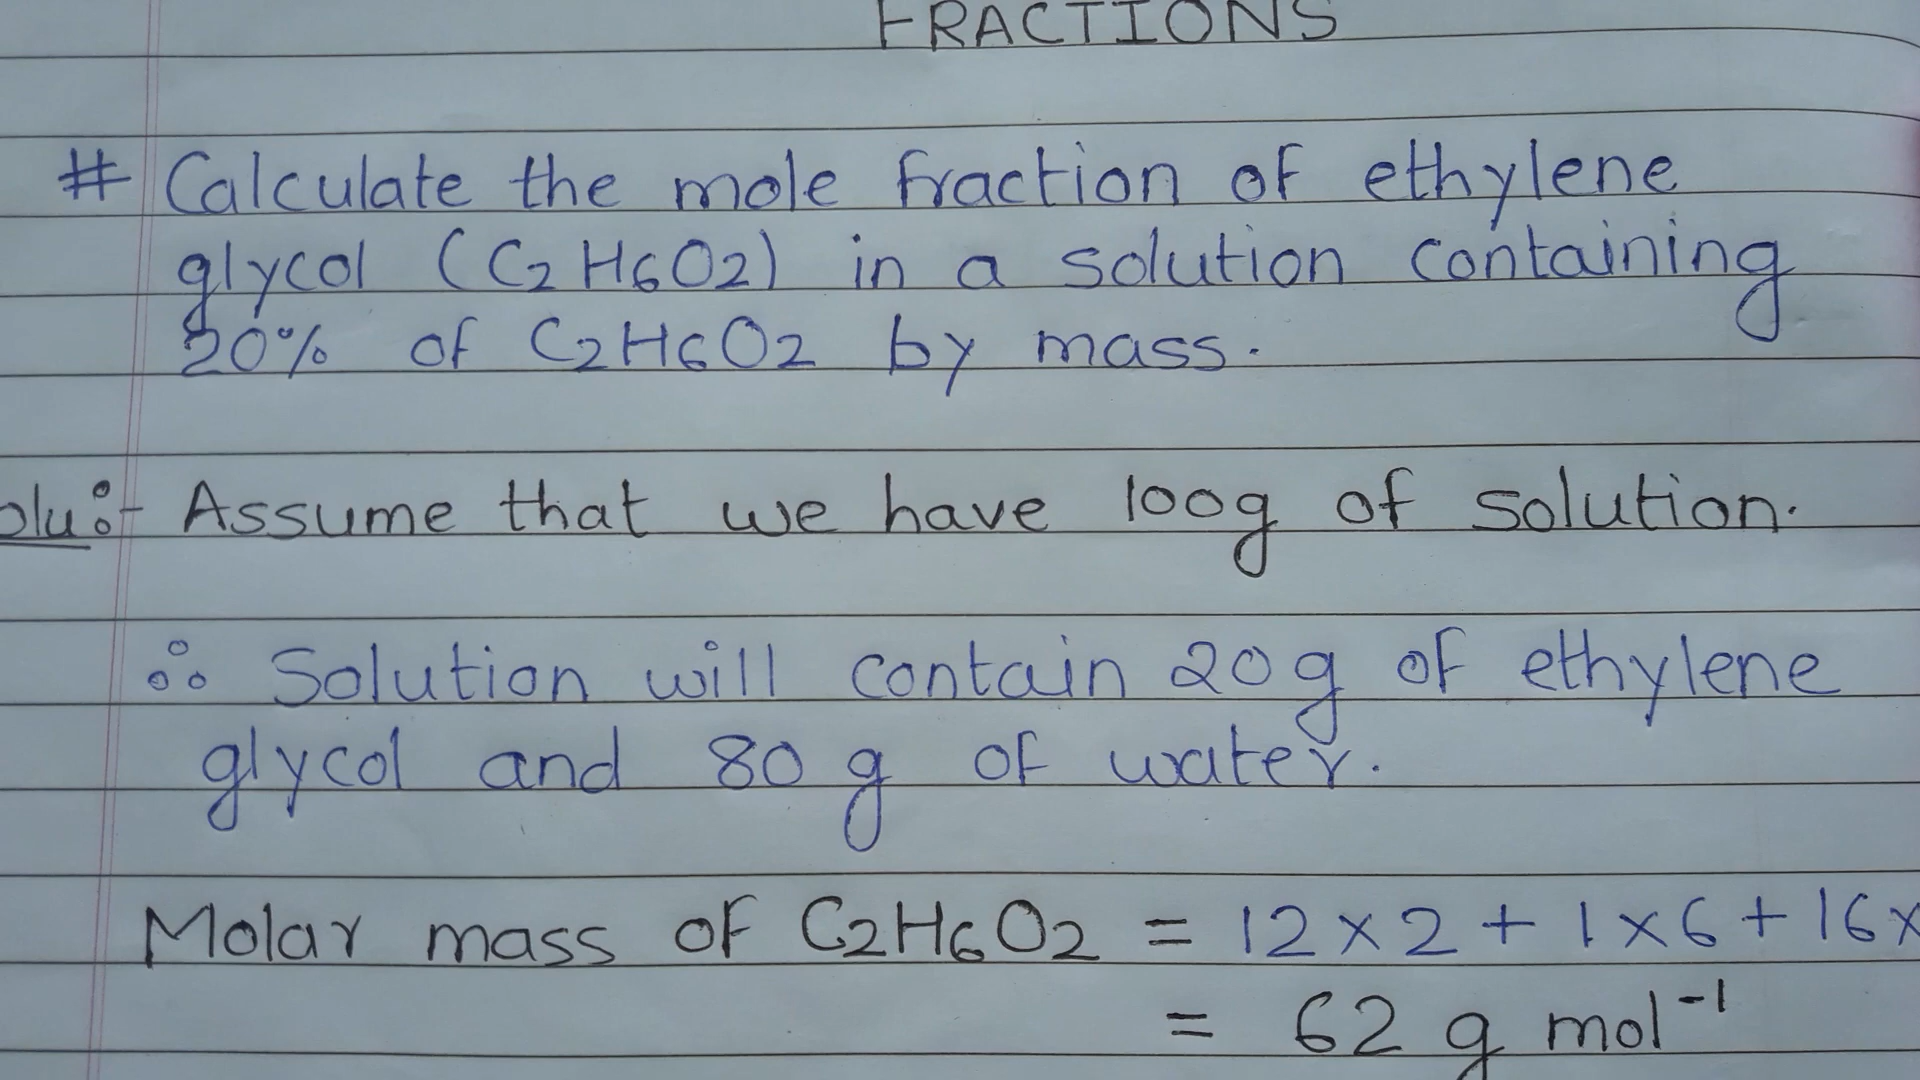 FRACTIONS
# Calculate the mole fraction of ethylene
glycol (C2H6O2) in a solution containing
20% of C2H6O2 by mass.
olu:- Assume that we have 100g of solution.
∴ Solution will contain 20g of ethylene
glycol and 80 g of water.
Molar mass of C2H6O2 = 12×2 + 1×6 + 16×
= 62 g mol⁻¹